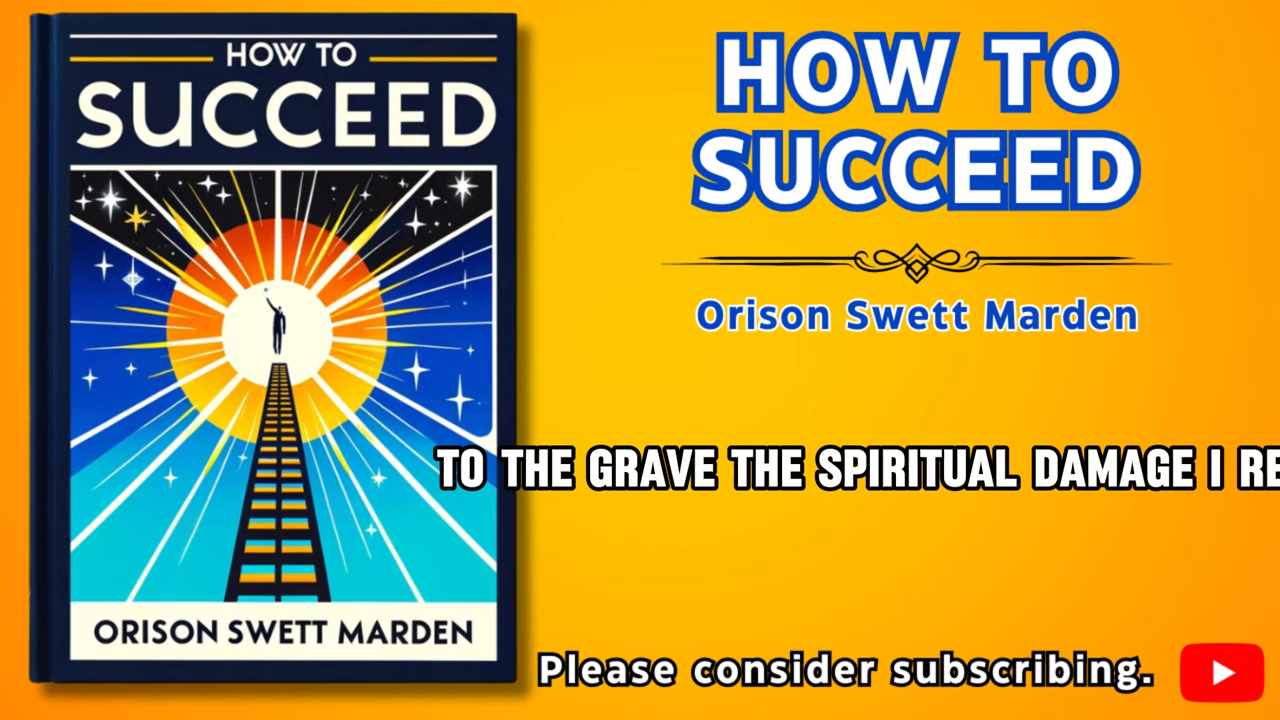 HOW TO
SUCCEED
ORISON SWETT MARDEN
HOW TO
SUCCEED
Orison Swett Marden
TO THE GRAVE THE SPIRITUAL DAMAGE I RE
Please consider subscribing.